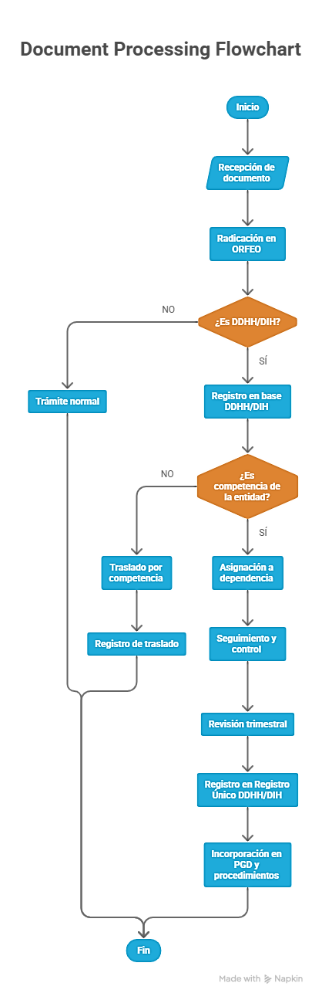 Document Processing Flowchart
Inicio
Recepción de
documento
Radicación en
ORFEO
¿Es DDHH/DIH?
NO
SÍ
Trámite normal
Registro en base
DDHH/DIH
¿Es
competencia de
la entidad?
NO
SÍ
Traslado por
competencia
Asignación a
dependencia
Registro de traslado
Seguimiento y
control
Revisión trimestral
Registro en Registro
Único DDHH/DIH
Incorporación en
PGD y
procedimientos
Fin
Made with Napkin